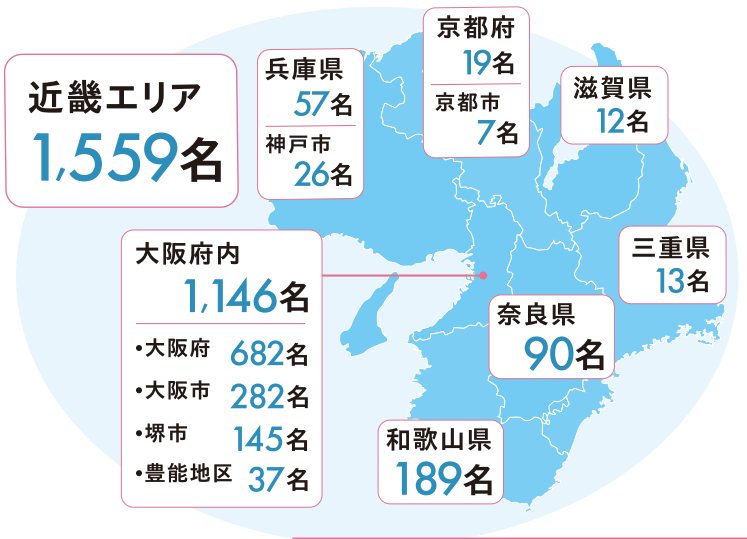 近畿エリア
1,559名
兵庫県
57名
神戸市
26名
京都府
19名
京都市
7名
滋賀県
12名
大阪府内
1,146名
•大阪府 682名
•大阪市 282名
•堺市 145名
•豊能地区 37名
三重県
13名
奈良県
90名
和歌山県
189名